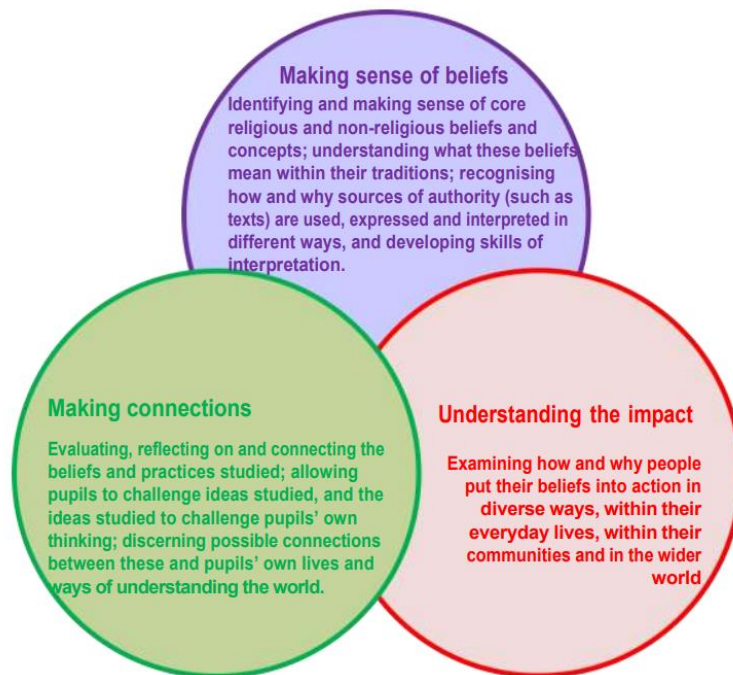 Making sense of beliefs
Identifying and making sense of core
religious and non-religious beliefs and
concepts; understanding what these beliefs
mean within their traditions; recognising
how and why sources of authority (such as
texts) are used, expressed and interpreted in
different ways, and developing skills of
interpretation.
Making connections
Evaluating, reflecting on and connecting the
beliefs and practices studied; allowing
pupils to challenge ideas studied, and the
ideas studied to challenge pupils’ own
thinking; discerning possible connections
between these and pupils’ own lives and
ways of understanding the world.
Understanding the impact
Examining how and why people
put their beliefs into action in
diverse ways, within their
everyday lives, within their
communities and in the wider
world